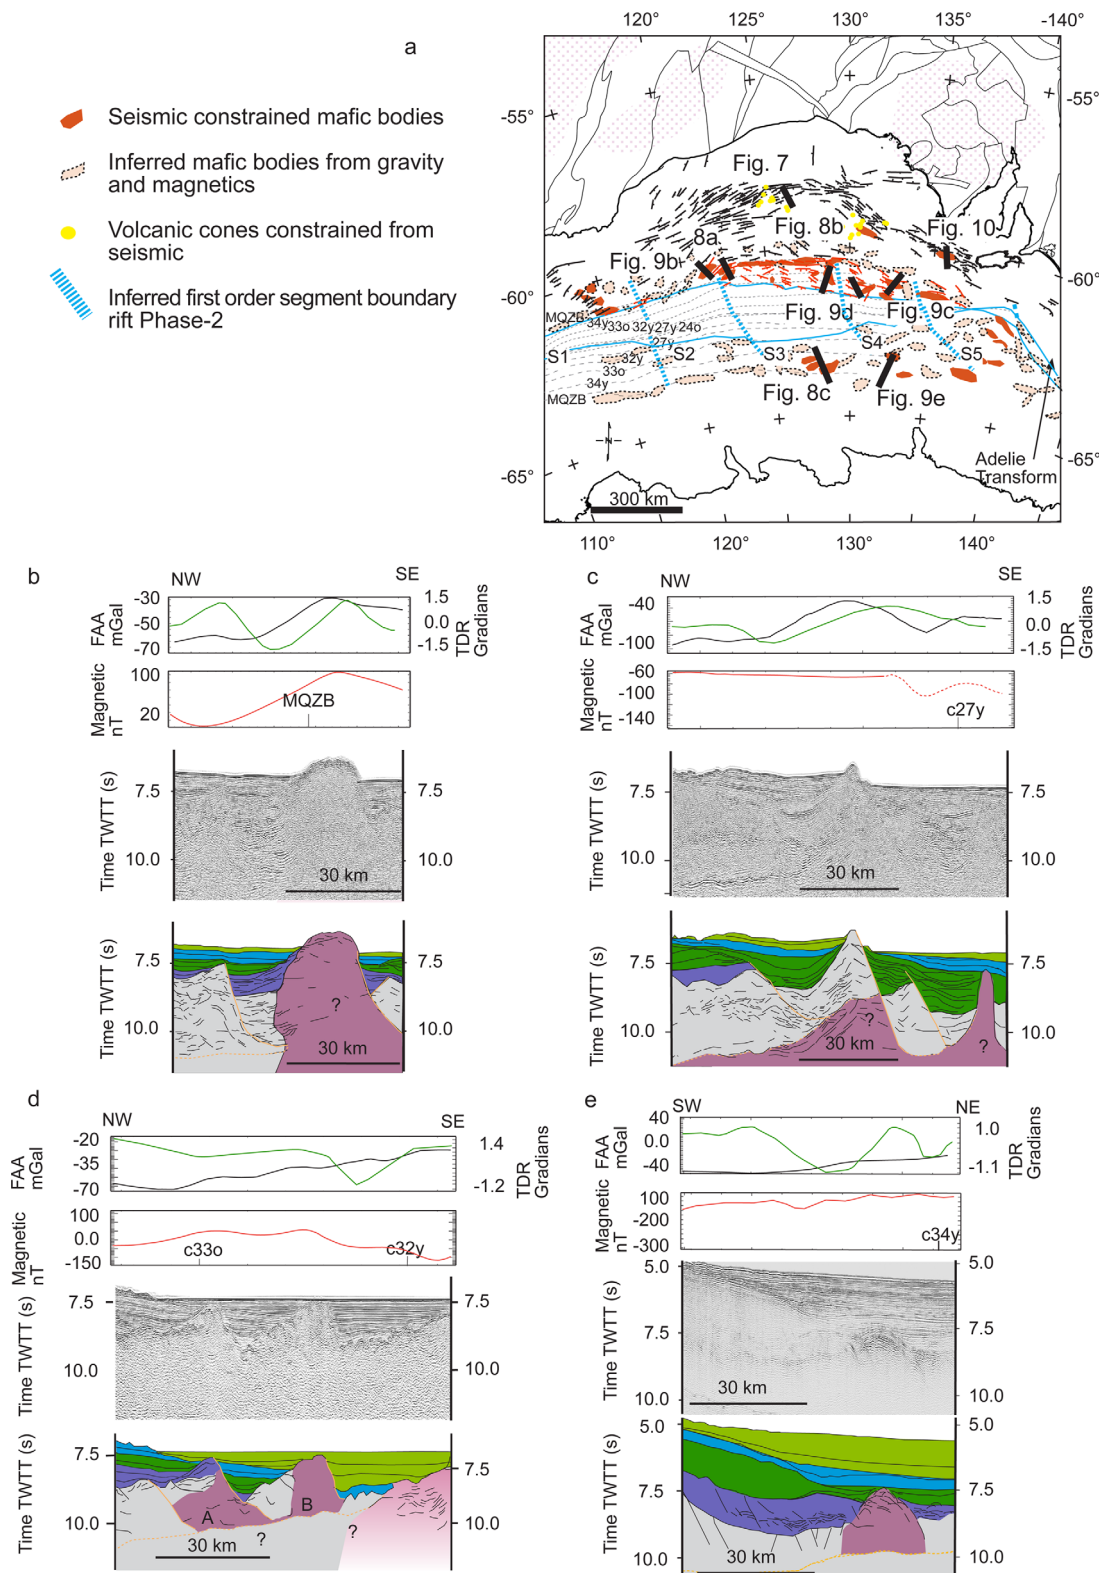 a
120°
125°
130°
135°
-140°
-55°
-55°
-60°
-60°
-65°
-65°
110°
120°
130°
140°
Seismic constrained mafic bodies
Inferred mafic bodies from gravity
and magnetics
Volcanic cones constrained from
seismic
Inferred first order segment boundary
rift Phase-2
Fig. 7
Fig. 8b
Fig. 10
8a
Fig. 9b
MQZB
34y
33o
32y
27y
24o
Fig. 9d
Fig. 9c
27y
S1
S2
S3
S4
S5
32y
33o
34y
MQZB
Fig. 8c
Fig. 9e
N
Adelie
Transform
300 km
b
NW
SE
FAA
mGal
-30
-50
-70
1.5
0.0
-1.5
TDR
Gradians
Magnetic
nT
100
20
MQZB
Time TWTT (s)
7.5
10.0
7.5
10.0
30 km
Time TWTT (s)
7.5
10.0
7.5
10.0
?
30 km
c
NW
SE
FAA
mGal
-40
-100
1.5
0.0
-1.5
TDR
Gradians
Magnetic
nT
-60
-100
-140
c27y
Time TWTT (s)
7.5
10.0
7.5
10.0
30 km
Time TWTT (s)
7.5
10.0
7.5
10.0
?
?
30 km
d
NW
SE
FAA
mGal
-20
-35
-70
1.4
-1.2
TDR
Gradians
Magnetic
nT
100
0.0
-150
c33o
c32y
Time TWTT (s)
7.5
10.0
7.5
10.0
Time TWTT (s)
7.5
10.0
7.5
10.0
A
B
?
?
30 km
e
SW
NE
FAA
mGal
40
0.0
-40
1.0
-1.1
TDR
Gradians
Magnetic
nT
100
-200
-300
c34y
Time TWTT (s)
5.0
7.5
10.0
5.0
7.5
10.0
30 km
Time TWTT (s)
5.0
7.5
10.0
5.0
7.5
10.0
30 km